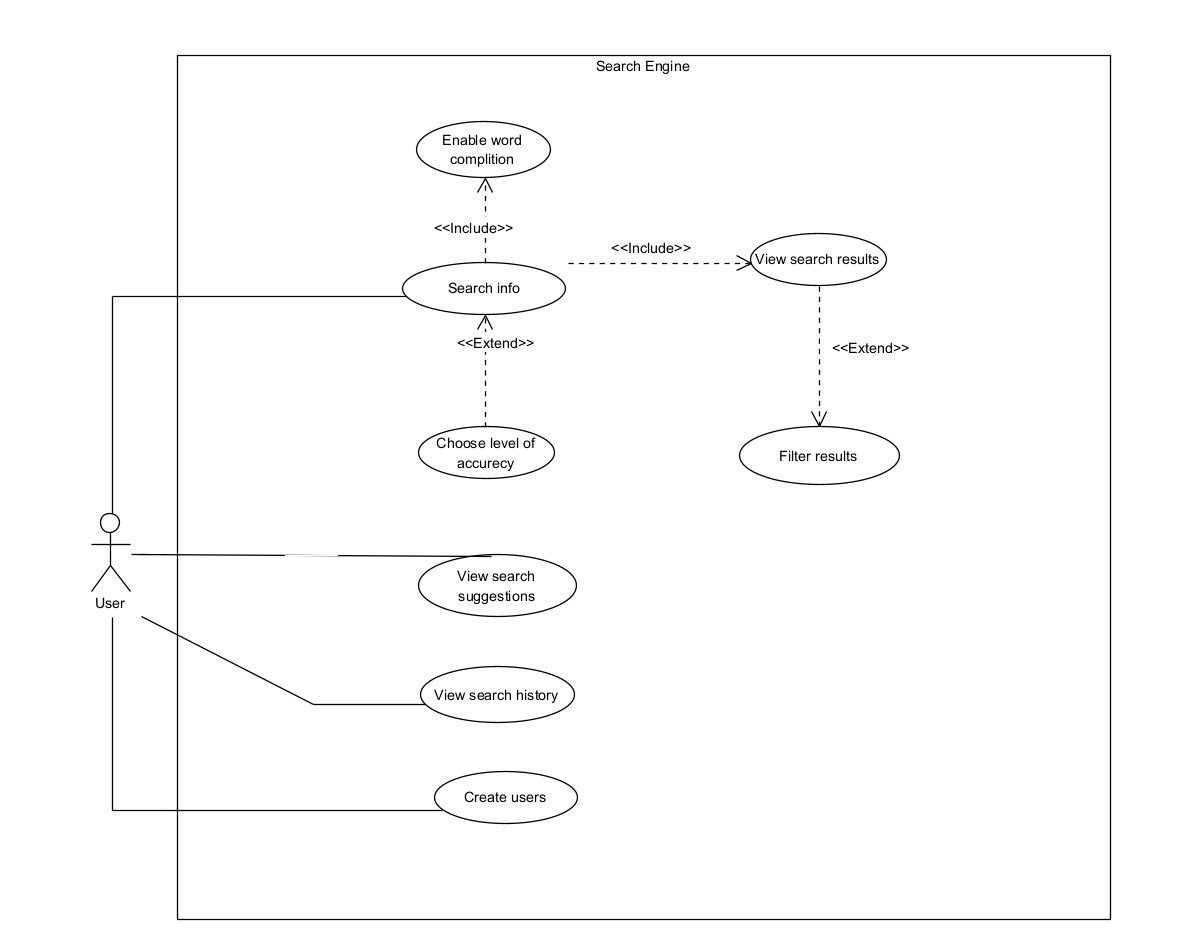 Search Engine
Enable word
complition
<<Include>>
<<Include>>
View search results
Search info
<<Extend>>
<<Extend>>
Choose level of
accurecy
Filter results
View search
suggestions
User
View search history
Create users